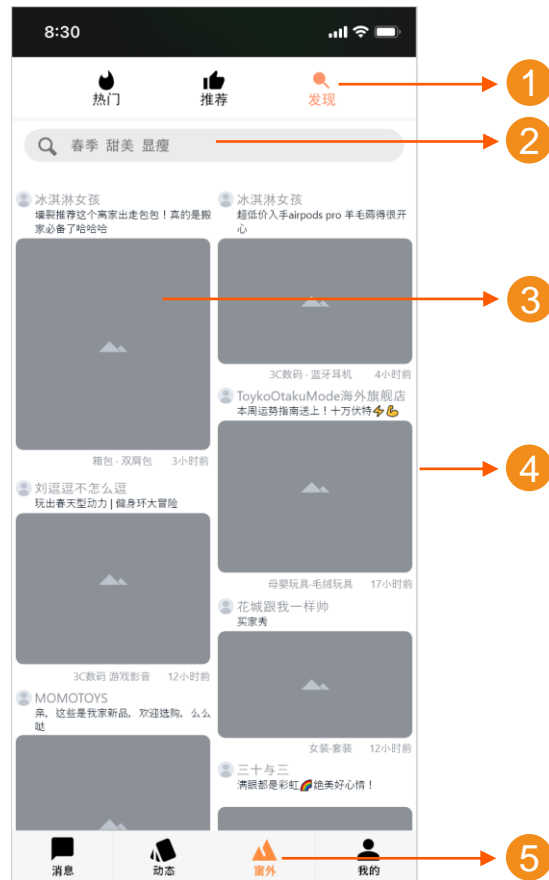 8:30
热门
推荐
发现
1
春季 甜美 显瘦
2
冰淇淋女孩
墙裂推荐这个离家出走包包！真的是搬
家必备了哈哈哈
3
箱包 - 双肩包 3小时前
刘逗逗不怎么逗
玩出春天型动力 | 健身环大冒险
3C数码 游戏影音 12小时前
MOMOTOYS
亲，这些是我家新品，欢迎选购，么么
哒
冰淇淋女孩
超低价入手airpods pro 羊毛薅得很开
心
3C数码 - 蓝牙耳机 4小时前
ToykoOtakuMode海外旗舰店
本周运势指南送上！十万伏特⚡💪
4
母婴玩具-毛绒玩具 17小时前
花城跟我一样帅
买家秀
女装-套装 12小时前
三十与三
满眼都是彩虹🌈绝美好心情！
消息
动态
窗外
我的
5